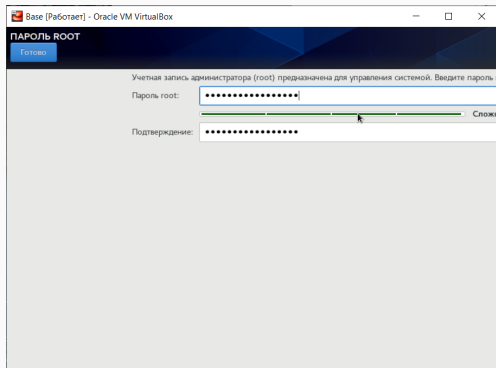 Base [Работает] - Oracle VM VirtualBox
ПАРОЛЬ ROOT
Готово
Учетная запись администратора (root) предназначена для управления системой. Введите пароль
Пароль root:
Подтверждение: